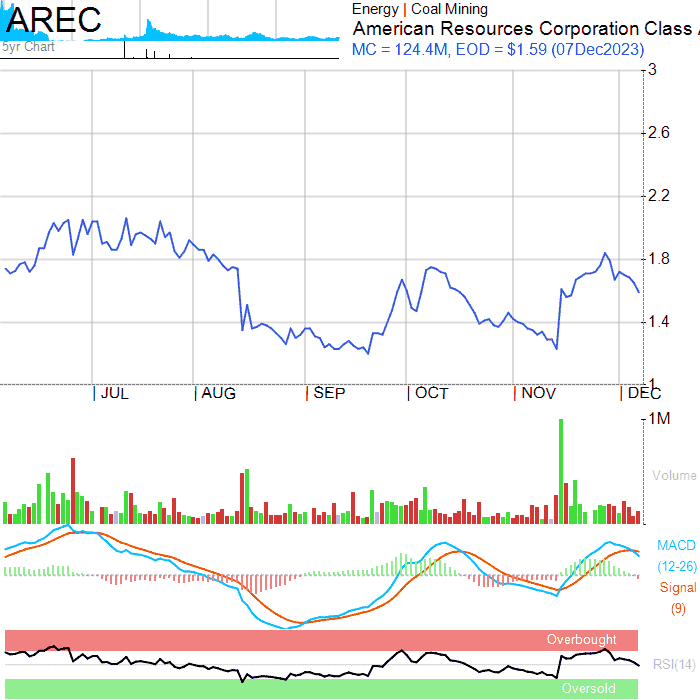 AREC
5yr Chart
Energy | Coal Mining
American Resources Corporation Class
MC = 124.4M, EOD = $1.59 (07Dec2023)
3
2.6
2.2
1.8
1.4
1
JUL AUG SEP OCT NOV DEC
1M
Volume
MACD
(12-26)
Signal
(9)
Overbought
RSI(14)
Oversold